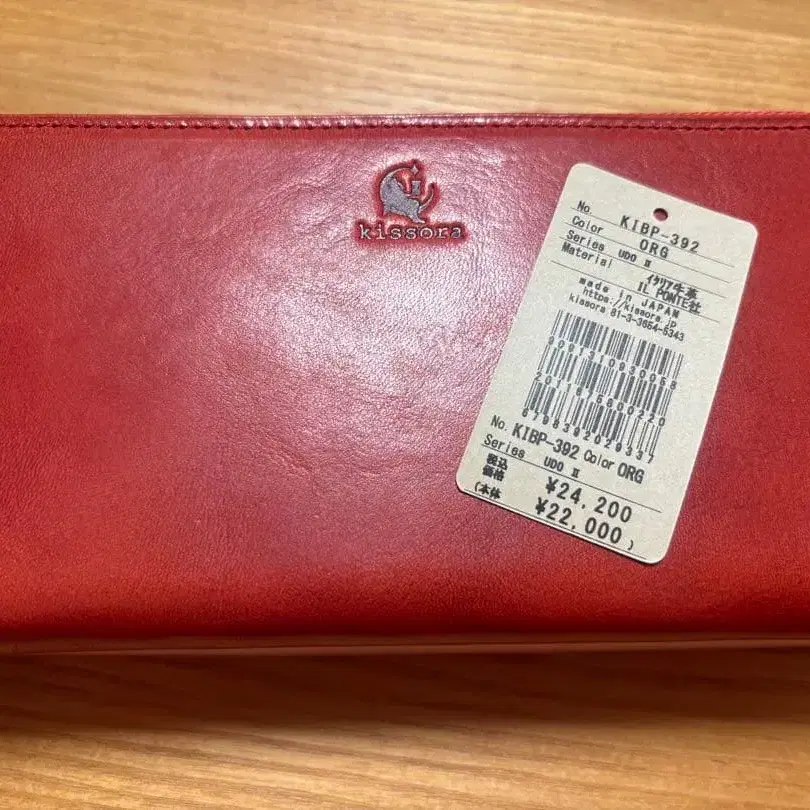 kissora
No. KIBP-392
Color ORG
Series UDO Ⅱ
Material イタリア牛革
IL PONTE社
made in JAPAN
https://kissora.jp
kissora 81-3-3664-5343
No. KIBP-392 Color ORG
Series UDO Ⅱ
税込
価格 ¥24,200
(本体 ¥22,000)